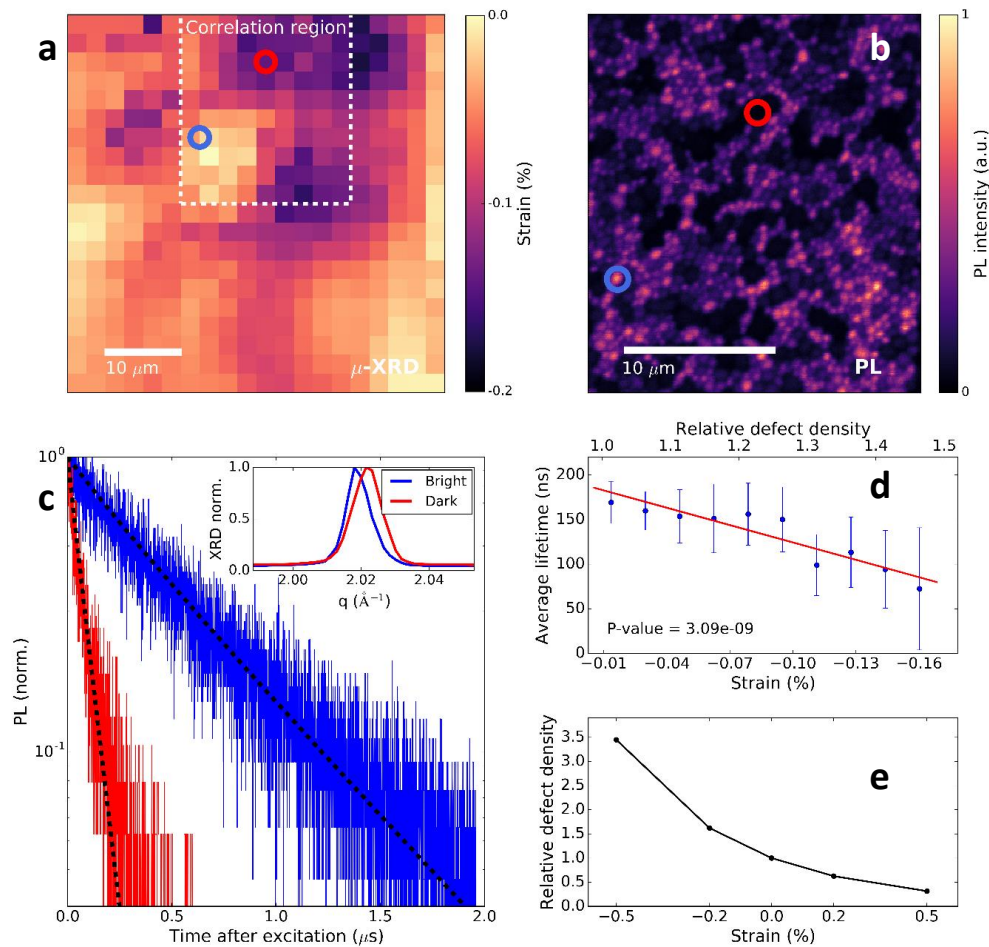 a
Correlation region
10 μm
μ-XRD
0.0
-0.1
-0.2
Strain (%)
b
10 μm
PL
1
0
PL intensity (a.u.)
c
10⁰
10⁻¹
PL (norm.)
0.0 0.5 1.0 1.5 2.0
Time after excitation (μs)
1.0
0.5
0.0
XRD norm.
Bright
Dark
2.00 2.02 2.04
q (Å⁻¹)
Relative defect density
1.0 1.1 1.2 1.3 1.4 1.5
d
200
150
100
50
0
Average lifetime (ns)
P-value = 3.09e-09
−0.01 −0.04 −0.07 −0.10 −0.13 −0.16
Strain (%)
e
3.5
3.0
2.5
2.0
1.5
1.0
0.5
0.0
Relative defect density
−0.5 −0.2 0.0 0.2 0.5
Strain (%)